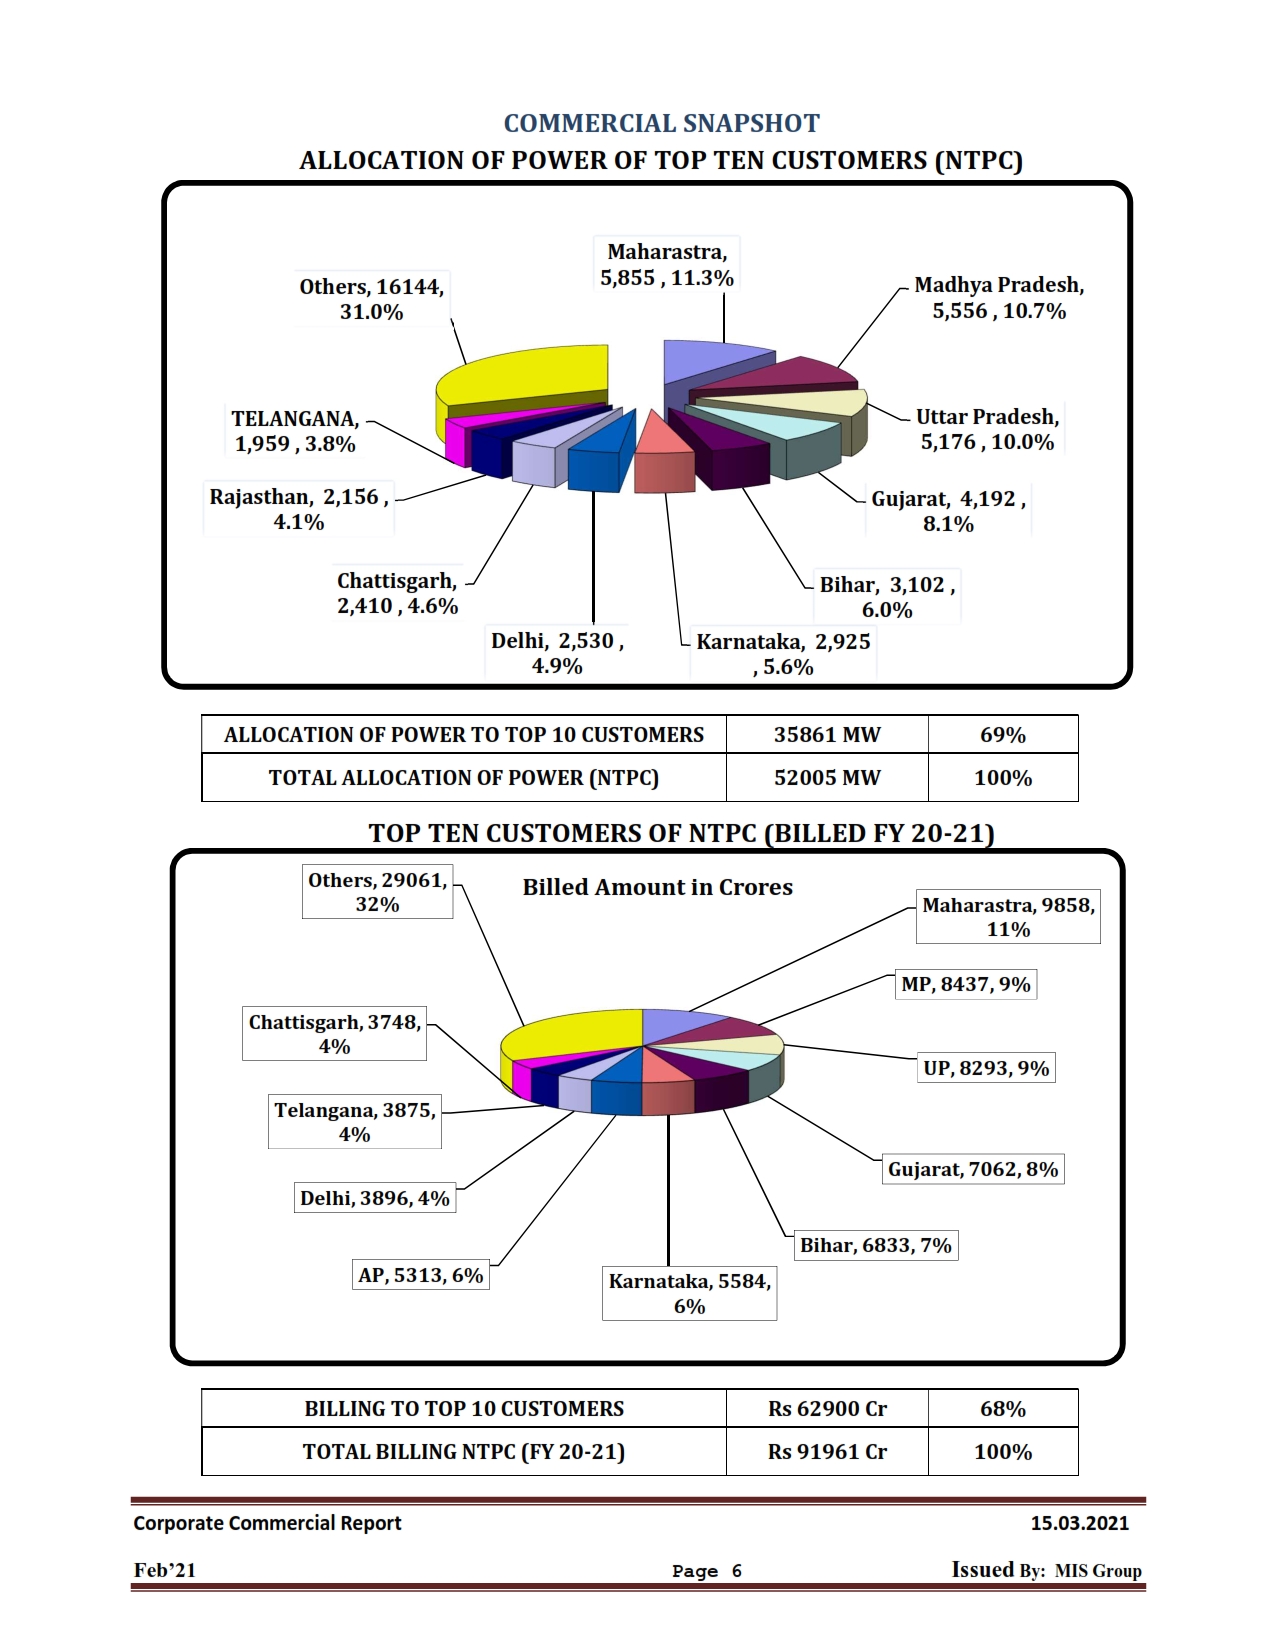 COMMERCIAL SNAPSHOT
ALLOCATION OF POWER OF TOP TEN CUSTOMERS (NTPC)
Maharastra,
5,855 , 11.3%
Madhya Pradesh,
5,556 , 10.7%
Uttar Pradesh,
5,176 , 10.0%
Gujarat, 4,192 ,
8.1%
Bihar, 3,102 ,
6.0%
Karnataka, 2,925
, 5.6%
Delhi, 2,530 ,
4.9%
Chattisgarh,
2,410 , 4.6%
Rajasthan, 2,156 ,
4.1%
TELANGANA,
1,959 , 3.8%
Others, 16144,
31.0%
ALLOCATION OF POWER TO TOP 10 CUSTOMERS 35861 MW 69%
TOTAL ALLOCATION OF POWER (NTPC) 52005 MW 100%
TOP TEN CUSTOMERS OF NTPC (BILLED FY 20-21)
Billed Amount in Crores
Maharastra, 9858,
11%
MP, 8437, 9%
UP, 8293, 9%
Gujarat, 7062, 8%
Bihar, 6833, 7%
Karnataka, 5584,
6%
AP, 5313, 6%
Delhi, 3896, 4%
Telangana, 3875,
4%
Chattisgarh, 3748,
4%
Others, 29061,
32%
BILLING TO TOP 10 CUSTOMERS Rs 62900 Cr 68%
TOTAL BILLING NTPC (FY 20-21) Rs 91961 Cr 100%
Corporate Commercial Report 15.03.2021
Feb’21 Page 6 Issued By: MIS Group